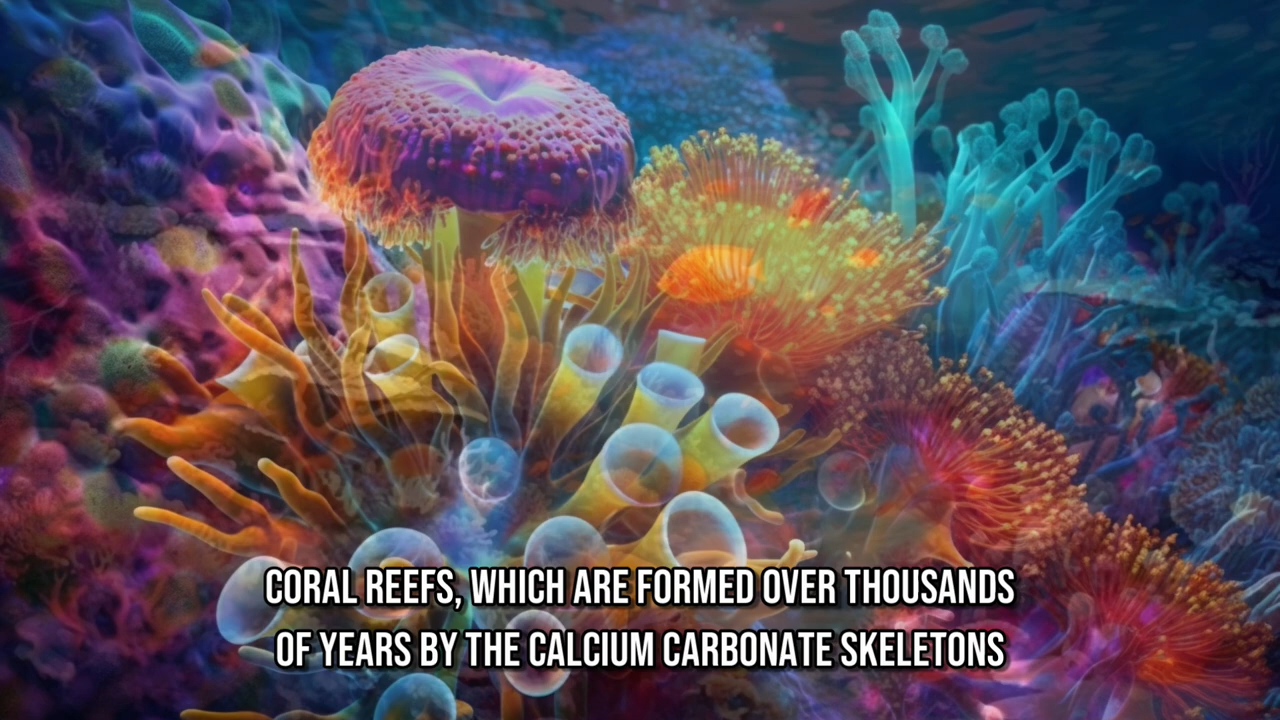 CORAL REEFS, WHICH ARE FORMED OVER THOUSANDS
OF YEARS BY THE CALCIUM CARBONATE SKELETONS